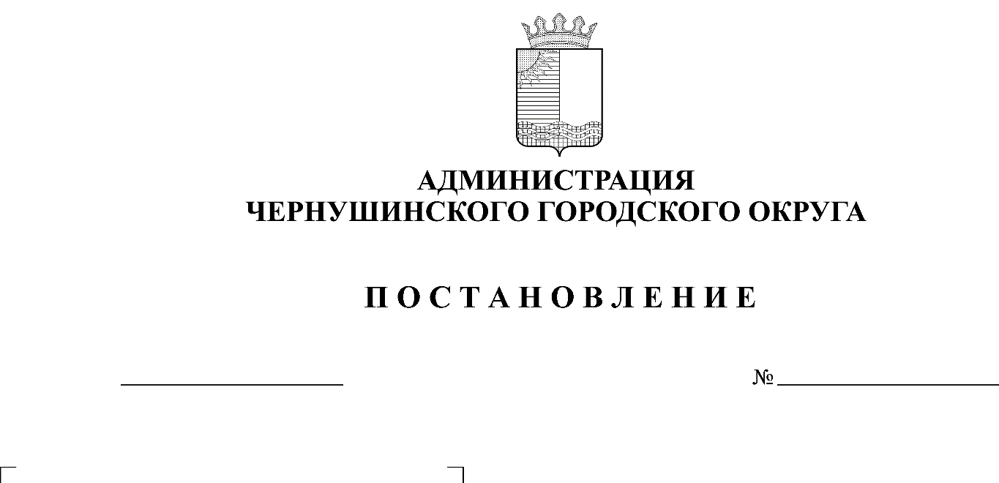 АДМИНИСТРАЦИЯ
ЧЕРНУШИНСКОГО ГОРОДСКОГО ОКРУГА
П О С Т А Н О В Л Е Н И Е
№